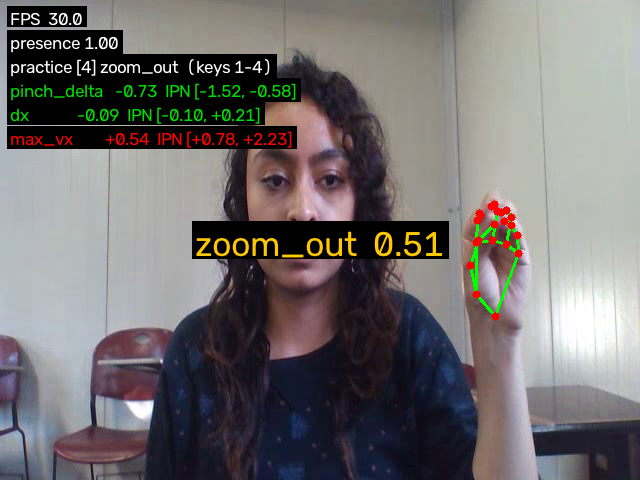 FPS 30.0
presence 1.00
practice [4] zoom_out (keys 1-4)
pinch_delta -0.73 IPN [-1.52, -0.58]
dx -0.09 IPN [-0.10, +0.21]
max_vx +0.54 IPN [+0.78, +2.23]
zoom_out 0.51